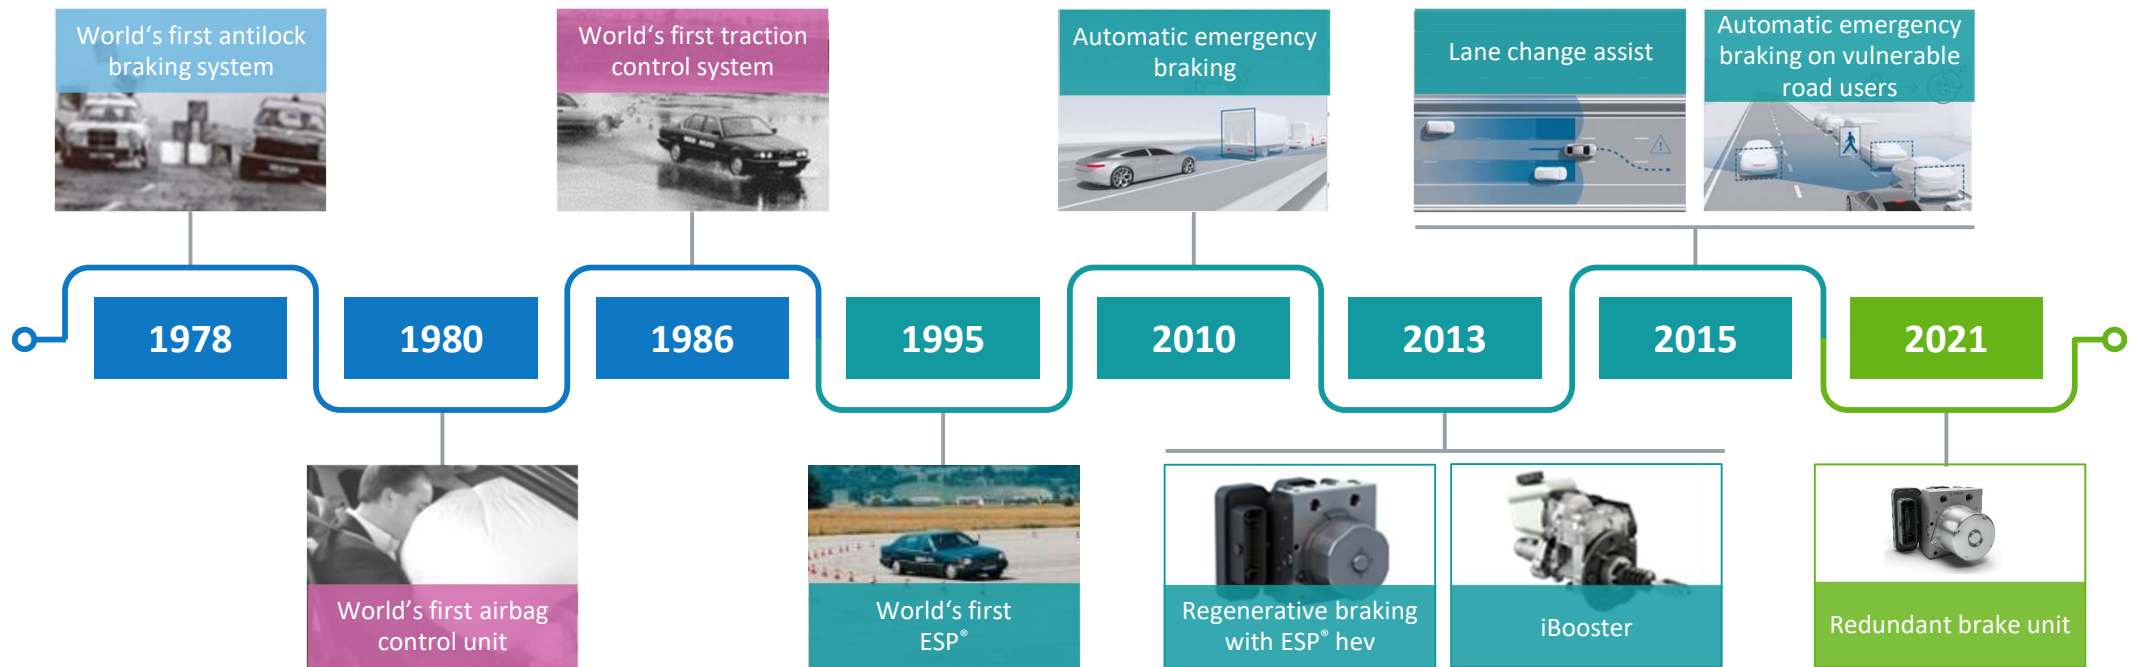 World‘s first antilock
braking system
World‘s first traction
control system
Automatic emergency
braking
Lane change assist
Automatic emergency
braking on vulnerable
road users
1978
1980
1986
1995
2010
2013
2015
2021
World’s first airbag
control unit
World‘s first
ESP®
Regenerative braking
with ESP® hev
iBooster
Redundant brake unit